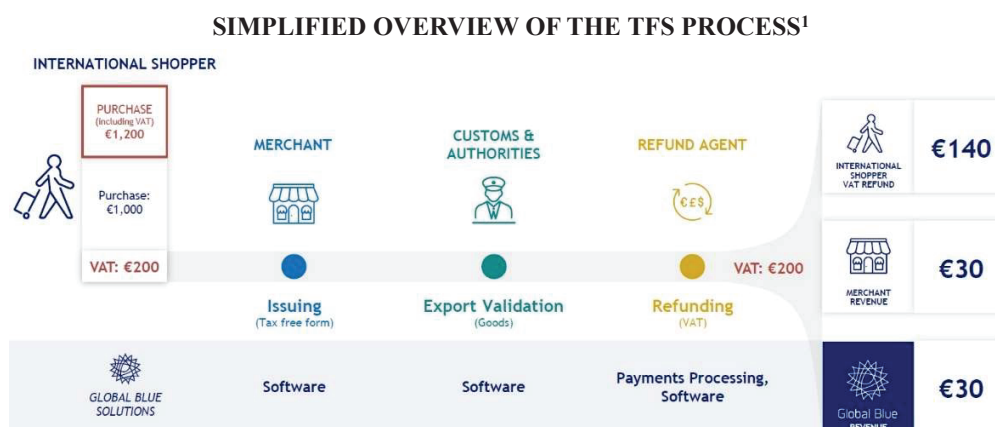 SIMPLIFIED OVERVIEW OF THE TFS PROCESS¹
INTERNATIONAL SHOPPER
PURCHASE
(Including VAT)
€1,200
Purchase:
€1,000
VAT: €200
MERCHANT
Issuing
(Tax free form)
CUSTOMS &
AUTHORITIES
Export Validation
(Goods)
REFUND AGENT
€£$
Refunding
(VAT)
VAT: €200
INTERNATIONAL
SHOPPER
VAT REFUND
€140
MERCHANT
REVENUE
€30
GLOBAL BLUE
SOLUTIONS
Software
Software
Payments Processing,
Software
Global Blue
REVENUE
€30